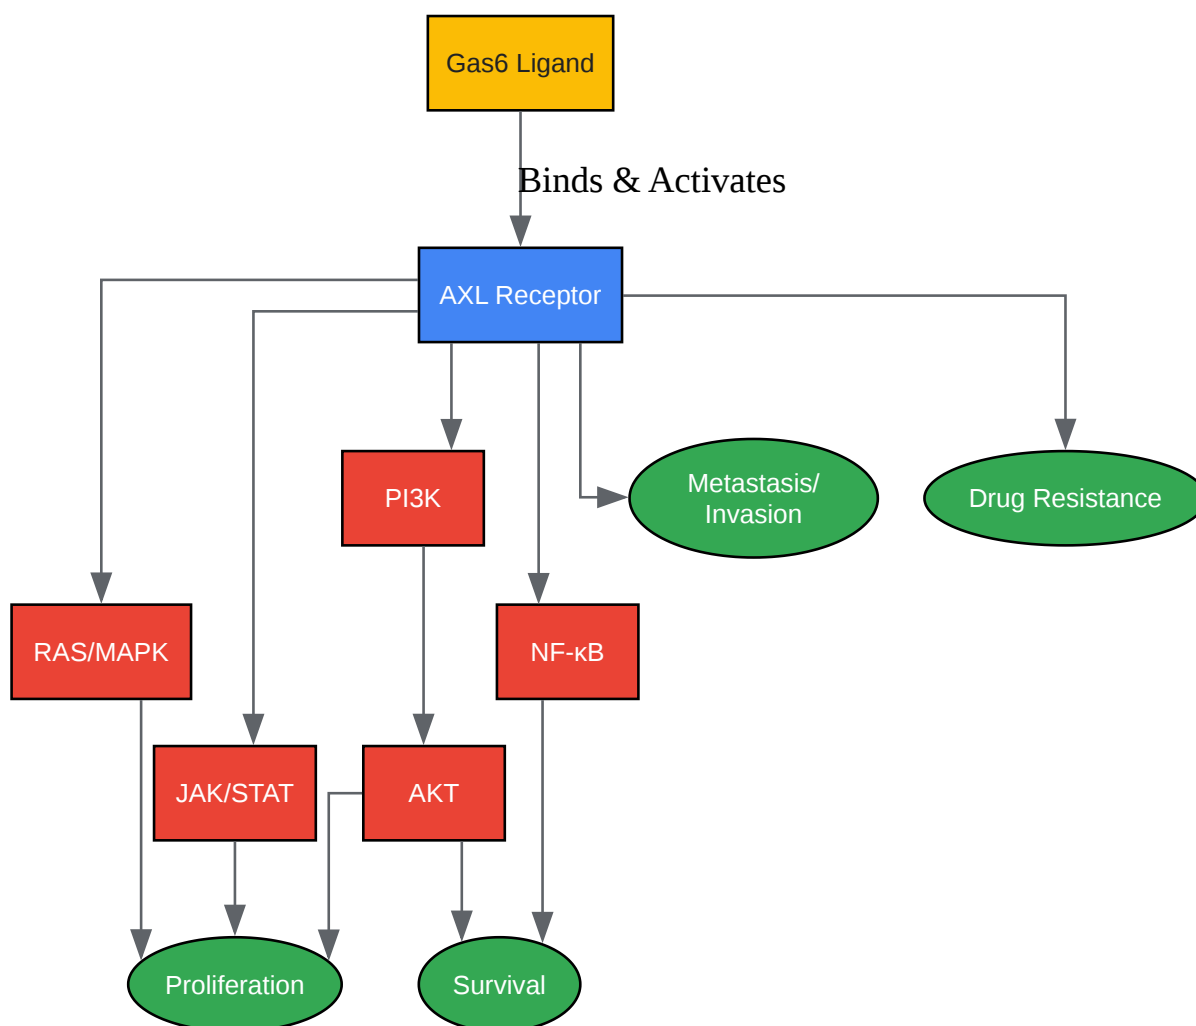 Gas6 Ligand
Binds & Activates
AXL Receptor
PI3K
Metastasis/
Invasion
Drug Resistance
RAS/MAPK
NF-κB
JAK/STAT
AKT
Proliferation
Survival